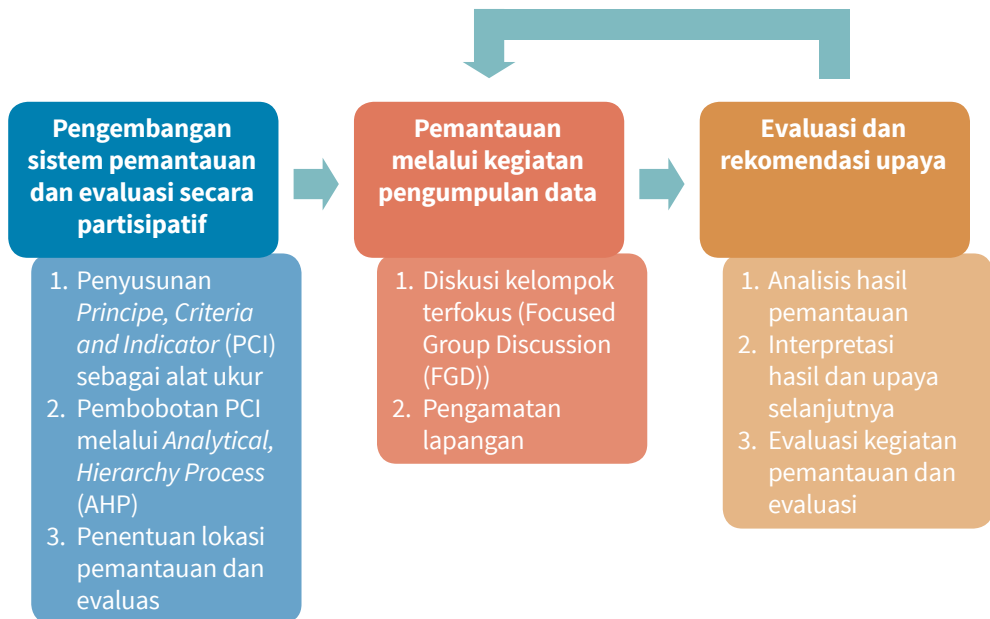 Pengembangan
sistem pemantauan
dan evaluasi secara
partisipatif
1. Penyusunan
Principe, Criteria
and Indicator (PCI)
sebagai alat ukur
2. Pembobotan PCI
melalui Analytical,
Hierarchy Process
(AHP)
3. Penentuan lokasi
pemantauan dan
evaluas
Pemantauan
melalui kegiatan
pengumpulan data
1. Diskusi kelompok
terfokus (Focused
Group Discussion
(FGD))
2. Pengamatan
lapangan
Evaluasi dan
rekomendasi upaya
1. Analisis hasil
pemantauan
2. Interpretasi
hasil dan upaya
selanjutnya
3. Evaluasi kegiatan
pemantauan dan
evaluasi